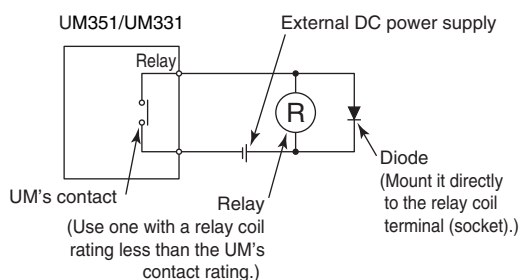 UM351/UM331
External DC power supply
Relay
R
UM's contact
Relay
(Use one with a relay coil
rating less than the UM's
contact rating.)
Diode
(Mount it directly
to the relay coil
terminal (socket).)